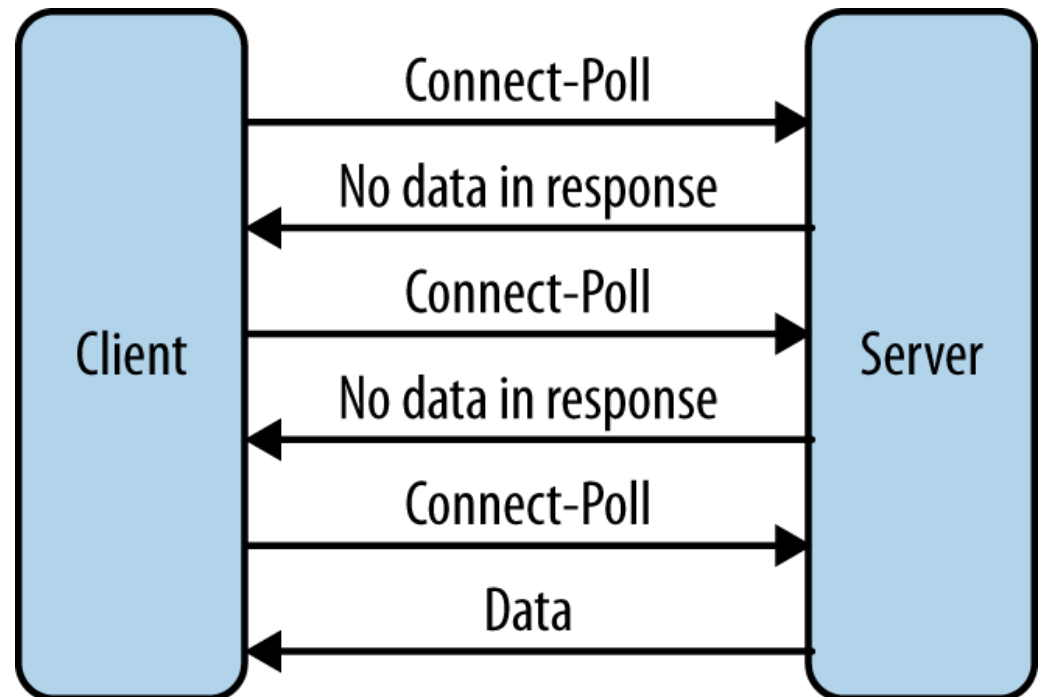 Connect-Poll
No data in response
Connect-Poll
Client
Server
No data in response
Connect-Poll
Data